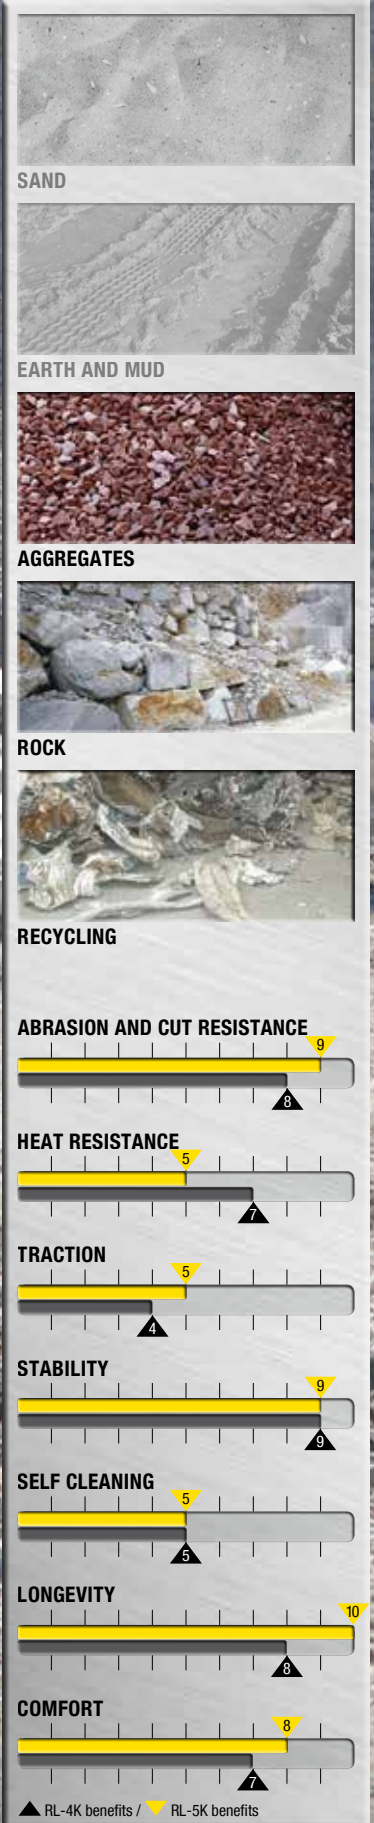 SAND
EARTH AND MUD
AGGREGATES
ROCK
RECYCLING
ABRASION AND CUT RESISTANCE
9
8
HEAT RESISTANCE
5
7
TRACTION
5
4
STABILITY
9
9
SELF CLEANING
5
5
LONGEVITY
10
8
COMFORT
8
7
▲ RL-4K benefits / ▼ RL-5K benefits